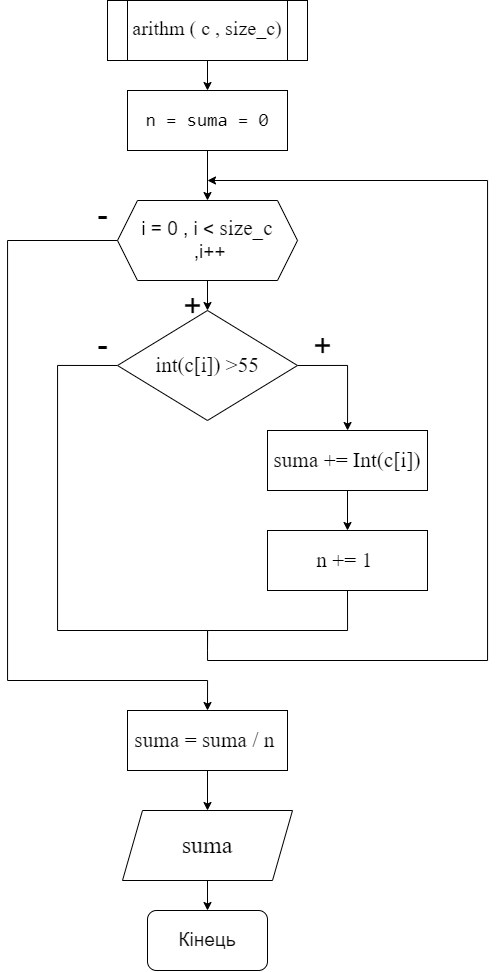 arithm ( c , size_c)
n = suma = 0
-
i = 0 , i < size_c
,i++
+
-
int(c[i]) >55
+
suma += Int(c[i])
n += 1
suma = suma / n
suma
Кінець